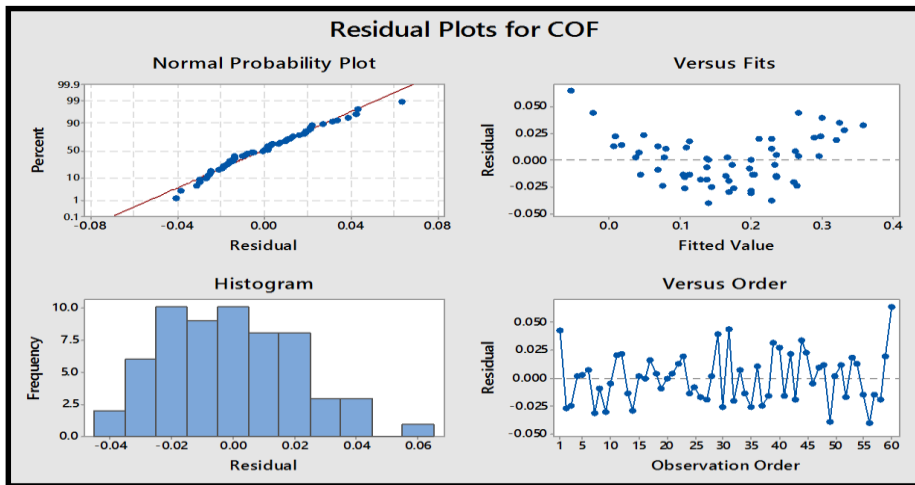 Residual Plots for COF
Normal Probability Plot
99.9
99
90
50
10
1
0.1
Percent
-0.08 -0.04 0.00 0.04 0.08
Residual
Versus Fits
0.050
0.025
0.000
-0.025
-0.050
Residual
0.0 0.1 0.2 0.3 0.4
Fitted Value
Histogram
10.0
7.5
5.0
2.5
0.0
Frequency
-0.04 -0.02 0.00 0.02 0.04 0.06
Residual
Versus Order
0.050
0.025
0.000
-0.025
-0.050
Residual
1 5 10 15 20 25 30 35 40 45 50 55 60
Observation Order